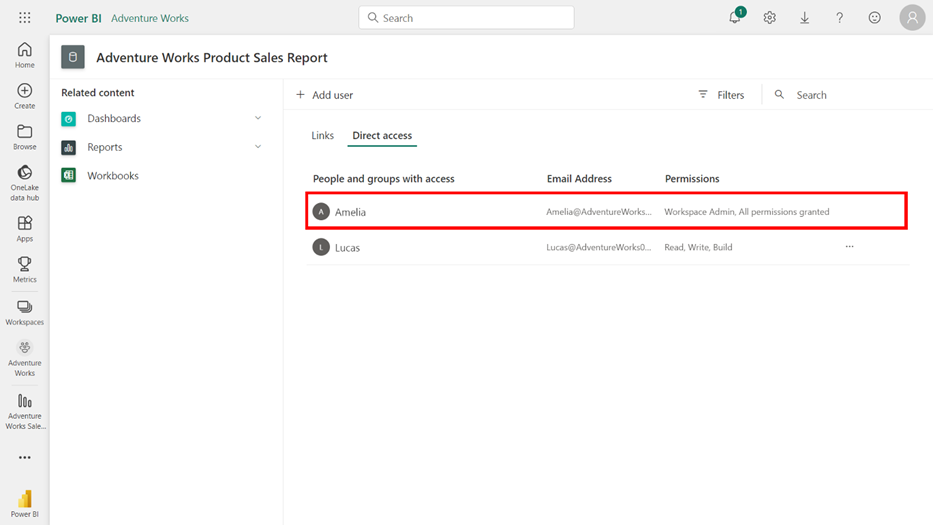 Power BI Adventure Works
Search
1
Home
Create
Browse
OneLake
data hub
Apps
Metrics
Workspaces
Adventure
Works
Adventure
Works Sale...
Power BI
Adventure Works Product Sales Report
Related content
Dashboards
Reports
Workbooks
Add user
Filters
Search
Links Direct access
People and groups with access Email Address Permissions
A Amelia Amelia@AdventureWorks... Workspace Admin, All permissions granted
L Lucas Lucas@AdventureWorks0... Read, Write, Build